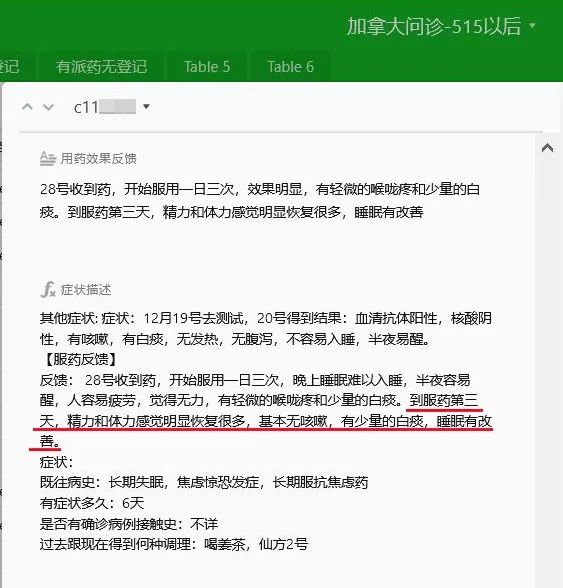 加拿大问诊-515以后
登记 有派药无登记 Table 5 Table 6
c11
用药效果反馈
28号收到药，开始服用一日三次，效果明显，有轻微的喉咙疼和少量的白
痰。到服药第三天，精力和体力感觉明显恢复很多，睡眠有改善
症状描述
其他症状: 症状：12月19号去测试，20号得到结果：血清抗体阳性，核酸阴
性，有咳嗽，有白痰，无发热，无腹泻，不容易入睡，半夜易醒。
【服药反馈】
反馈： 28号收到药，开始服用一日三次，晚上睡眠难以入睡，半夜容易
醒，人容易疲劳，觉得无力，有轻微的喉咙疼和少量的白痰。到服药第三
天，精力和体力感觉明显恢复很多，基本无咳嗽，有少量的白痰，睡眠有改
善。
症状：
既往病史：长期失眠，焦虑惊恐发症，长期服抗焦虑药
有症状多久：6天
是否有确诊病例接触史：不详
过去跟现在得到何种调理：喝姜茶，仙方2号